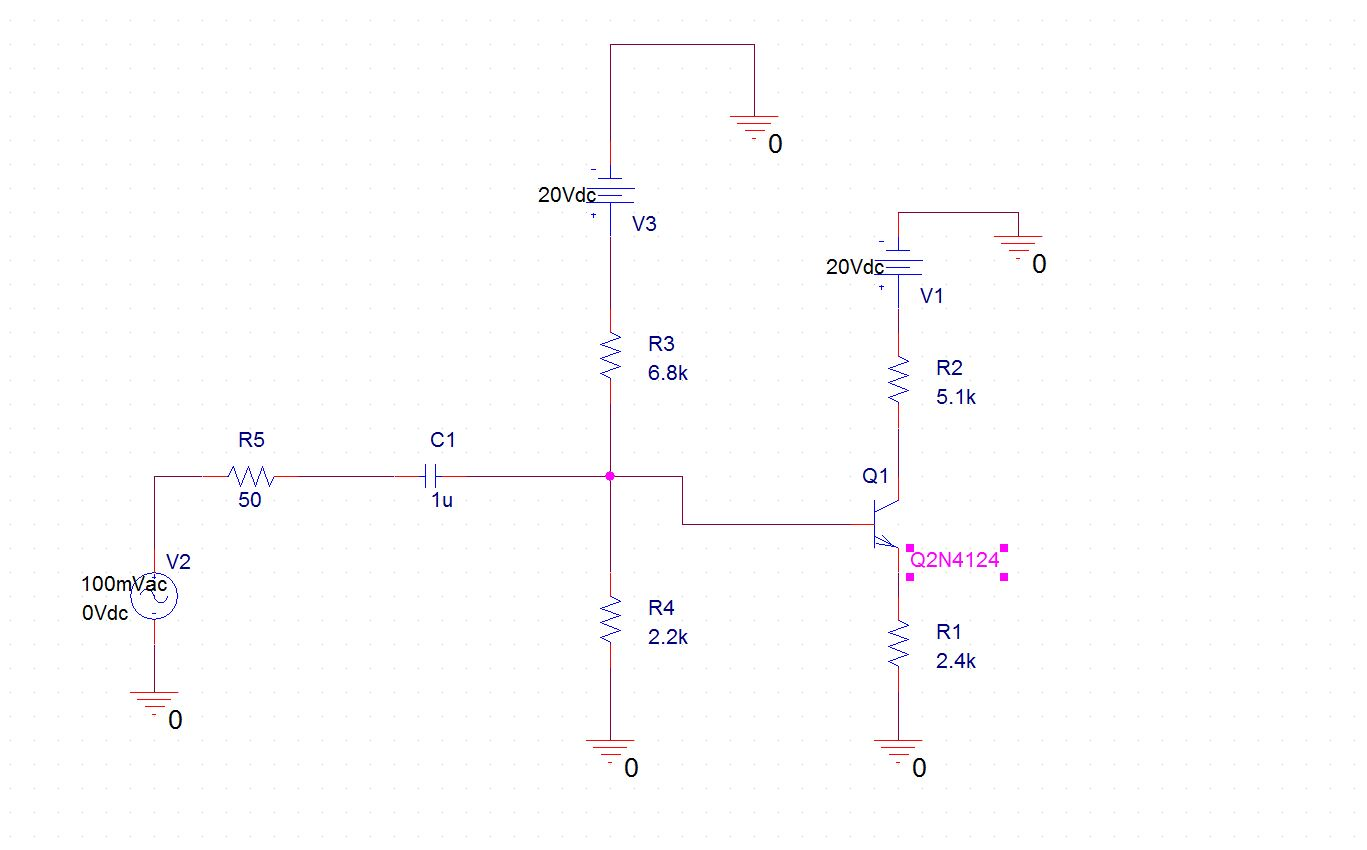 0
20Vdc
-
+
V3
20Vdc
-
+
V1
0
R3
6.8k
R2
5.1k
R5
50
C1
1u
Q1
Q2N4124
V2
100mVac
0Vdc
-
R4
2.2k
R1
2.4k
0
0
0